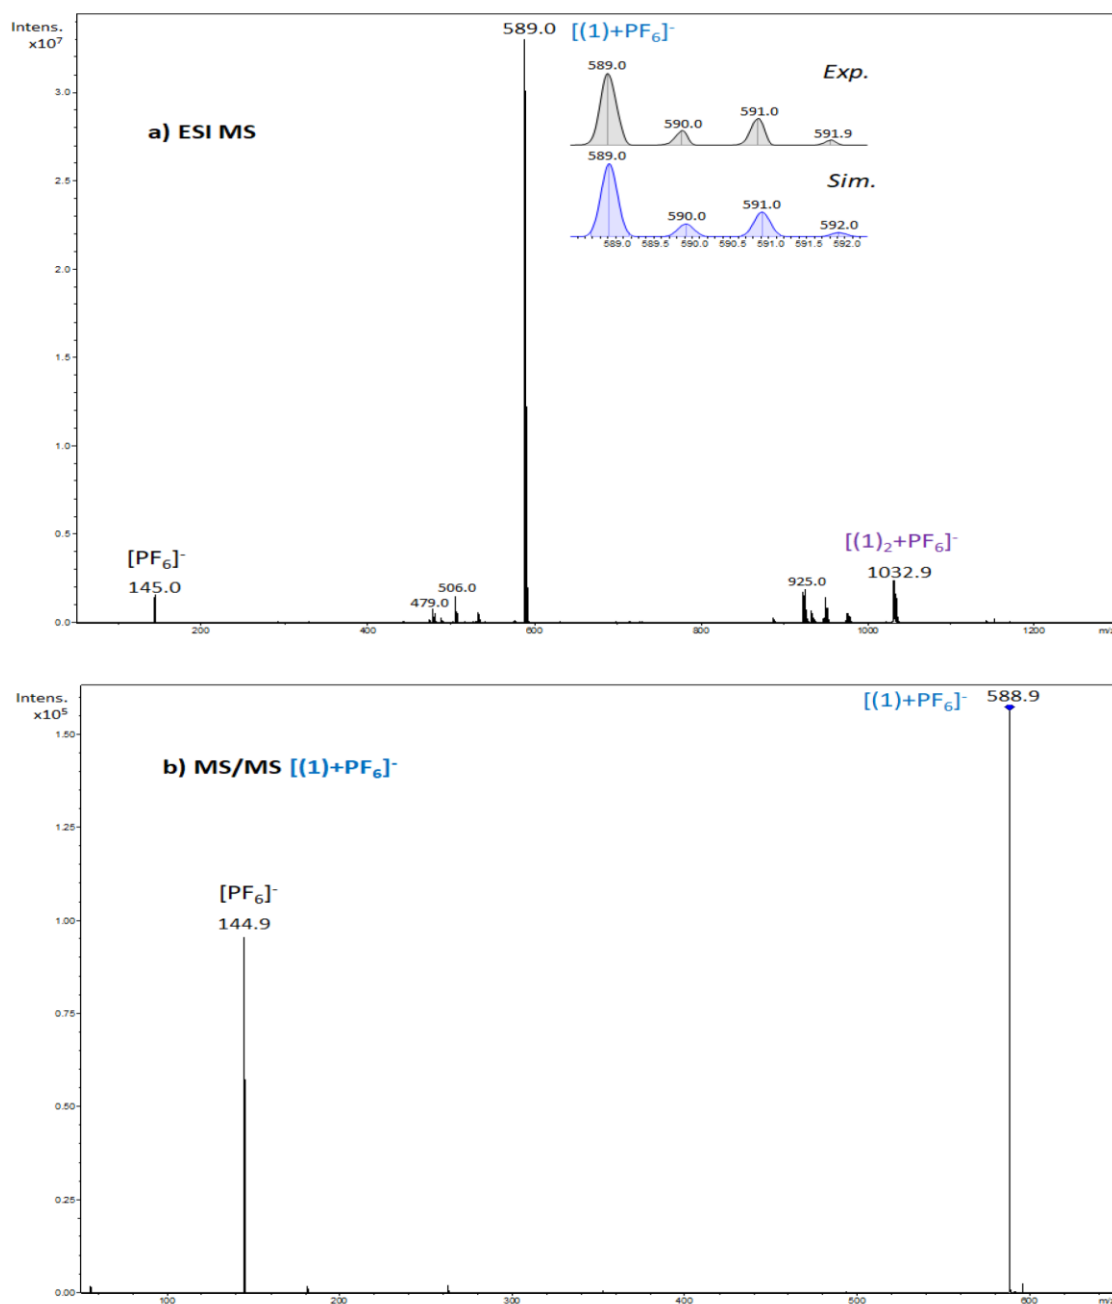 Intens.
x10⁷
589.0 [(1)+PF₆]⁻
a) ESI MS
Exp.
589.0
590.0
591.0
591.9
Sim.
589.0
590.0
591.0
592.0
589.0 589.5 590.0 590.5 591.0 591.5 592.0
3.0
2.5
2.0
1.5
1.0
0.5
0.0
[PF₆]⁻
145.0
479.0
506.0
925.0
[(1)₂+PF₆]⁻
1032.9
200 400 600 800 1000 1200 m/z
Intens.
x10⁵
[(1)+PF₆]⁻ 588.9
b) MS/MS [(1)+PF₆]⁻
[PF₆]⁻
144.9
1.50
1.25
1.00
0.75
0.50
0.25
0.00
100 200 300 400 500 600 m/z